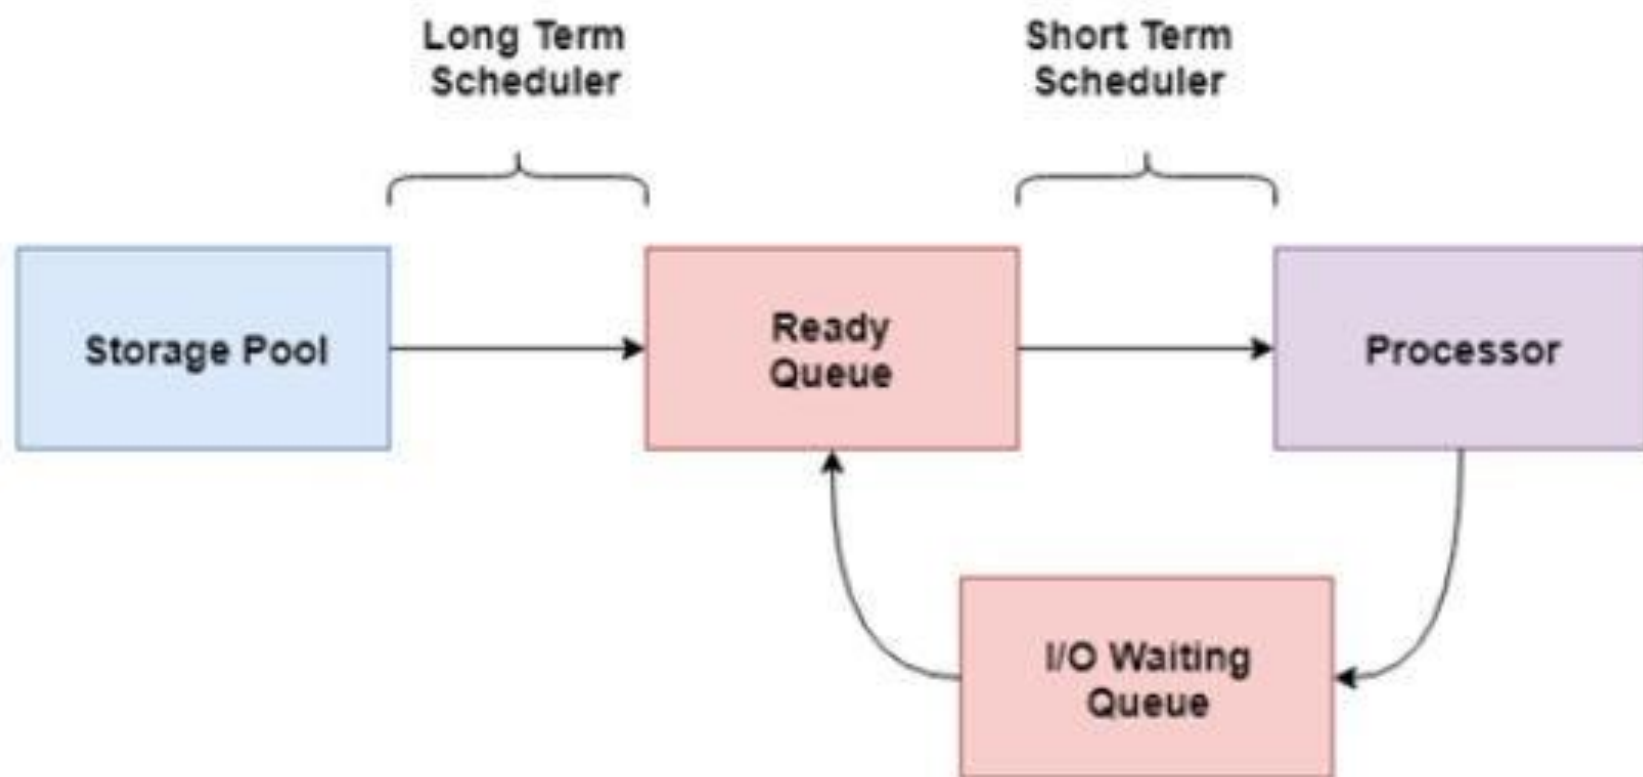 Long Term
Scheduler
Short Term
Scheduler
Storage Pool
Ready
Queue
Processor
I/O Waiting
Queue